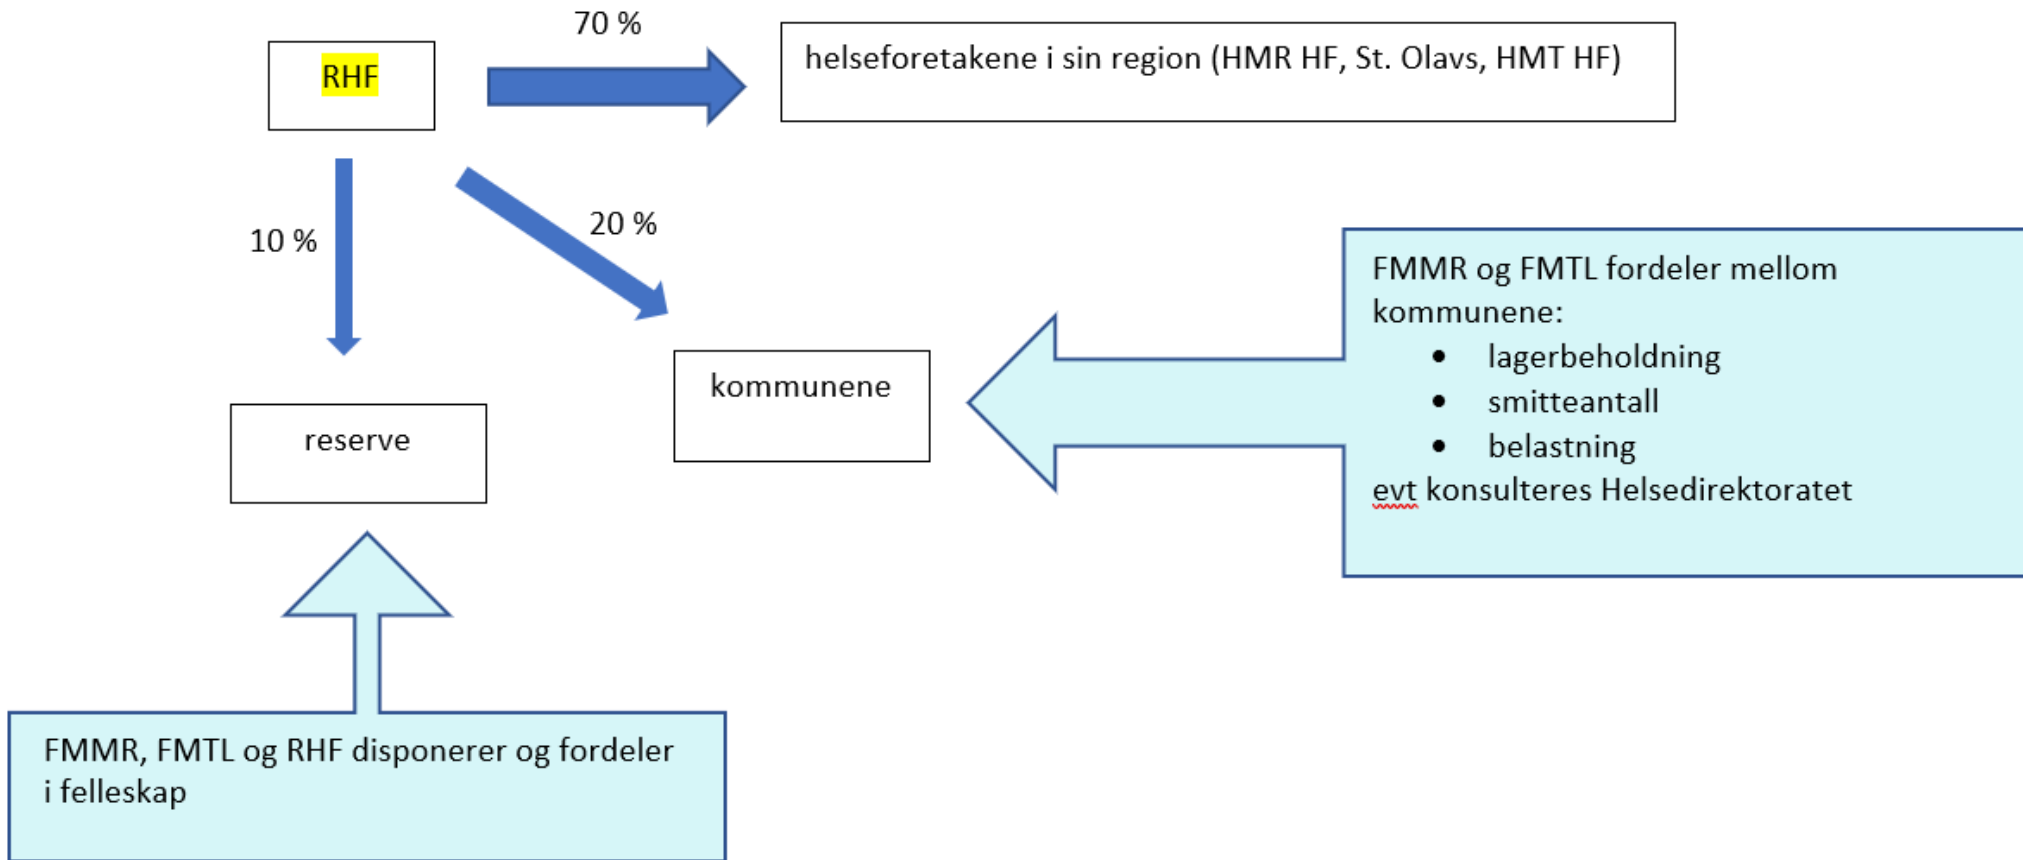 70 %
RHF
helseforetakene i sin region (HMR HF, St. Olavs, HMT HF)
10 %
20 %
FMMR og FMTL fordeler mellom
kommunene:
• lagerbeholdning
• smitteantall
• belastning
evt konsulteres Helsedirektoratet
kommunene
reserve
FMMR, FMTL og RHF disponerer og fordeler
i felleskap